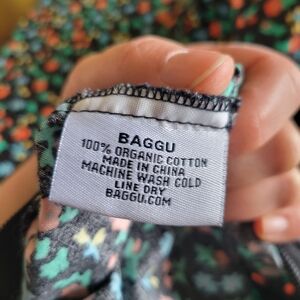 BAGGU
100% ORGANIC COTTON
MADE IN CHINA
MACHINE WASH COLD
LINE DRY
BAGGU.COM